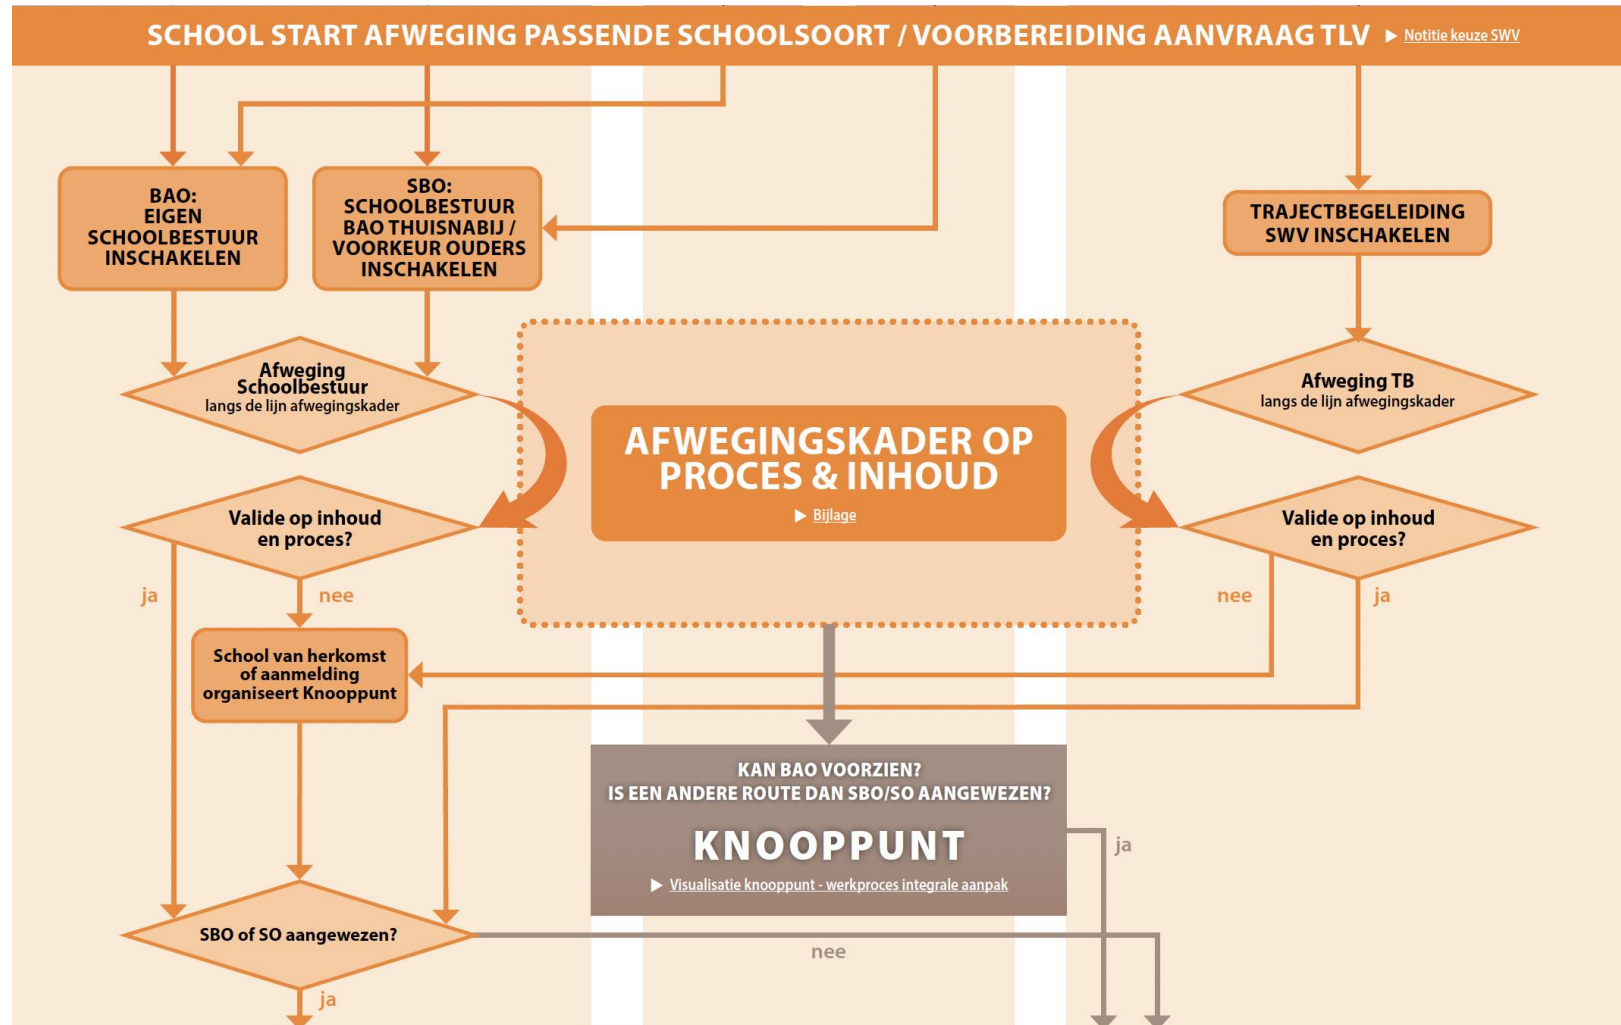 SCHOOL START AFWEGING PASSENDE SCHOOLSOORT / VOORBEREIDING AANVRAAG TLV ▶ Notitie keuze SWV
BAO:
EIGEN
SCHOOLBESTUUR
INSCHAKELEN
SBO:
SCHOOLBESTUUR
BAO THUISNABIJ /
VOORKEUR OUDERS
INSCHAKELEN
TRAJECTBEGELEIDING
SWV INSCHAKELEN
Afweging
Schoolbestuur
langs de lijn afwegingskader
AFWEGINGSKADER OP
PROCES & INHOUD
▶ Bijlage
Afweging TB
langs de lijn afwegingskader
Valide op inhoud
en proces?
Valide op inhoud
en proces?
ja
nee
nee
ja
School van herkomst
of aanmelding
organiseert Knooppunt
KAN BAO VOORZIEN?
IS EEN ANDERE ROUTE DAN SBO/SO AANGEWEZEN?
KNOOPPUNT
▶ Visualisatie knooppunt - werkproces integrale aanpak
ja
SBO of SO aangewezen?
nee
ja